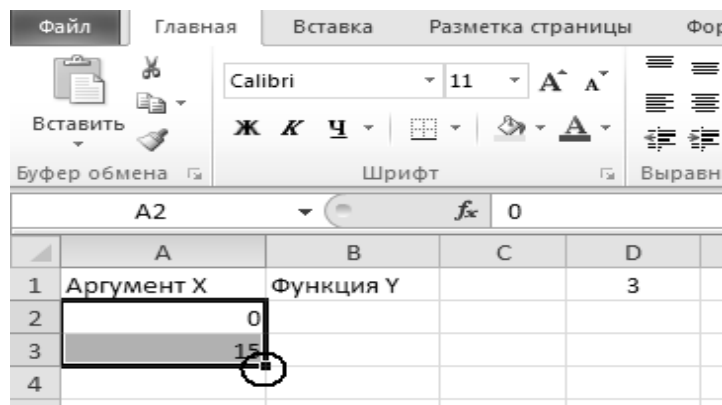 Файл Главная Вставка Разметка страницы Фор
Calibri 11 A A
Вставить Ж К Ч А
Буфер обмена Шрифт Выравн
A2 fx 0
A B C D
1 Аргумент X Функция Y 3
2 0
3 15
4